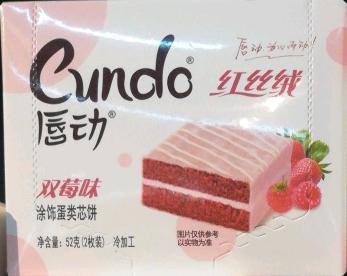 Cundo®
唇动®
唇动 为心而动!
红丝绒
双莓味
涂饰蛋类芯饼
净含量：52克(2枚装) 冷加工
图片仅供参考
以实物为准